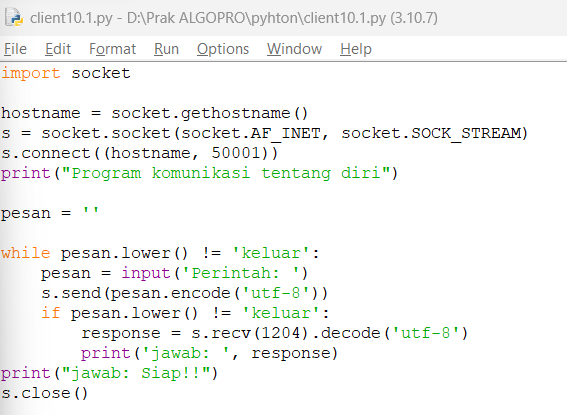 client10.1.py - D:\Prak ALGOPRO\pyhton\client10.1.py (3.10.7)
File Edit Format Run Options Window Help
import socket

hostname = socket.gethostname()
s = socket.socket(socket.AF_INET, socket.SOCK_STREAM)
s.connect((hostname, 50001))
print("Program komunikasi tentang diri")

pesan = ''

while pesan.lower() != 'keluar':
    pesan = input('Perintah: ')
    s.send(pesan.encode('utf-8'))
    if pesan.lower() != 'keluar':
        response = s.recv(1204).decode('utf-8')
        print('jawab: ', response)
print("jawab: Siap!!")
s.close()